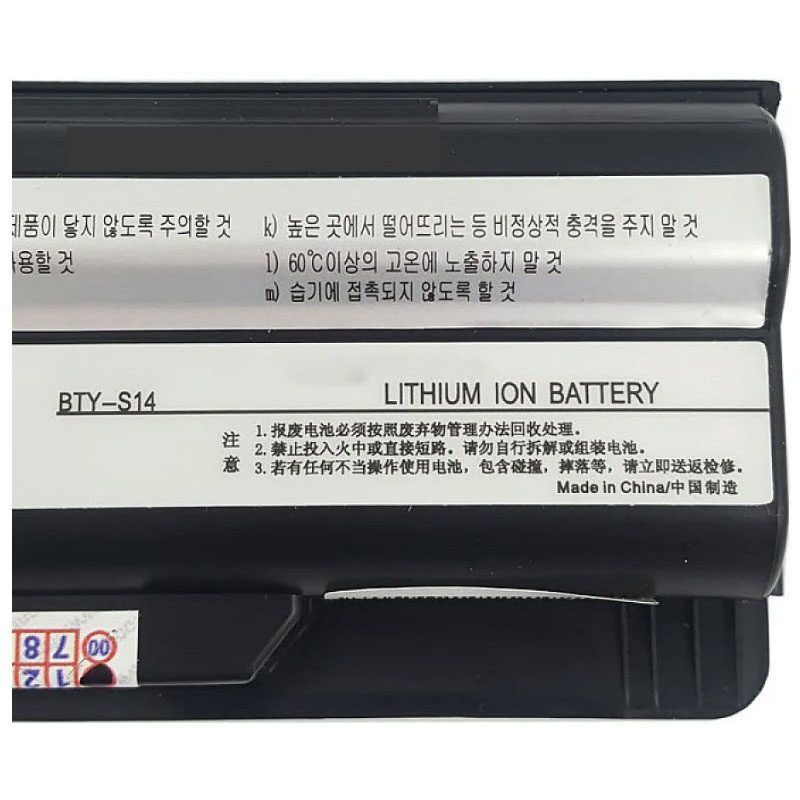 제품이 닿지 않도록 주의할 것
사용할 것
k) 높은 곳에서 떨어뜨리는 등 비정상적 충격을 주지 말 것
l) 60℃이상의 고온에 노출하지 말 것
m) 습기에 접촉되지 않도록 할 것
BTY-S14
LITHIUM ION BATTERY
注意
1. 报废电池必须按照废弃物管理办法回收处理.
2. 禁止投入火中或直接短路. 请勿自行拆解或组装电池.
3. 若有任何不当操作使用电池, 包含碰撞, 摔落等, 请立即送返检修.
Made in China/中国制造
00 7 8
1 2